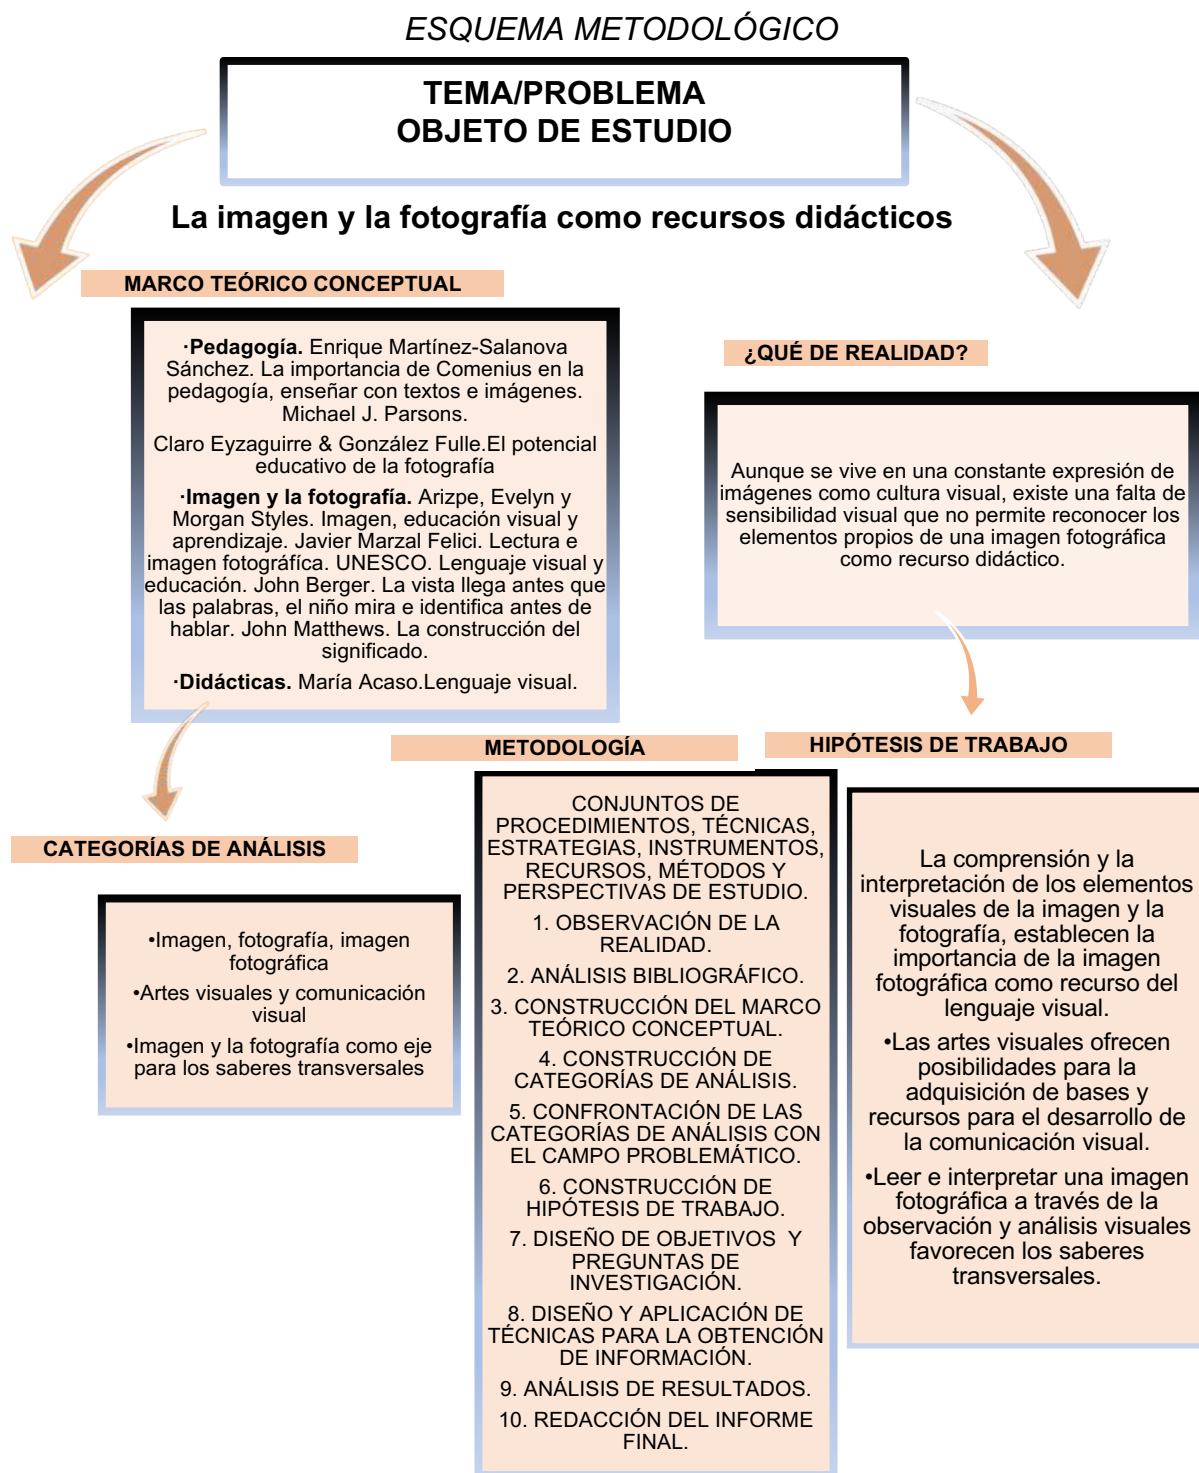 ESQUEMA METODOLÓGICO
TEMA/PROBLEMA
OBJETO DE ESTUDIO
La imagen y la fotografía como recursos didácticos
MARCO TEÓRICO CONCEPTUAL
·Pedagogía. Enrique Martínez-Salanova
Sánchez. La importancia de Comenius en la
pedagogía, enseñar con textos e imágenes.
Michael J. Parsons.
Claro Eyzaguirre & González Fulle.El potencial
educativo de la fotografía
·Imagen y la fotografía. Arizpe, Evelyn y
Morgan Styles. Imagen, educación visual y
aprendizaje. Javier Marzal Felici. Lectura e
imagen fotográfíca. UNESCO. Lenguaje visual y
educación. John Berger. La vista llega antes que
las palabras, el niño mira e identifica antes de
hablar. John Matthews. La construcción del
significado.
·Didácticas. María Acaso.Lenguaje visual.
¿QUÉ DE REALIDAD?
Aunque se vive en una constante expresión de
imágenes como cultura visual, existe una falta de
sensibilidad visual que no permite reconocer los
elementos propios de una imagen fotográfica
como recurso didáctico.
CATEGORÍAS DE ANÁLISIS
•Imagen, fotografía, imagen
fotográfica
•Artes visuales y comunicación
visual
•Imagen y la fotografía como eje
para los saberes transversales
METODOLOGÍA
CONJUNTOS DE
PROCEDIMIENTOS, TÉCNICAS,
ESTRATEGIAS, INSTRUMENTOS,
RECURSOS, MÉTODOS Y
PERSPECTIVAS DE ESTUDIO.
1. OBSERVACIÓN DE LA
REALIDAD.
2. ANÁLISIS BIBLIOGRÁFICO.
3. CONSTRUCCIÓN DEL MARCO
TEÓRICO CONCEPTUAL.
4. CONSTRUCCIÓN DE
CATEGORÍAS DE ANÁLISIS.
5. CONFRONTACIÓN DE LAS
CATEGORÍAS DE ANÁLISIS CON
EL CAMPO PROBLEMÁTICO.
6. CONSTRUCCIÓN DE
HIPÓTESIS DE TRABAJO.
7. DISEÑO DE OBJETIVOS  Y
PREGUNTAS DE
INVESTIGACIÓN.
8. DISEÑO Y APLICACIÓN DE
TÉCNICAS PARA LA OBTENCIÓN
DE INFORMACIÓN.
9. ANÁLISIS DE RESULTADOS.
10. REDACCIÓN DEL INFORME
FINAL.
HIPÓTESIS DE TRABAJO
La comprensión y la
interpretación de los elementos
visuales de la imagen y la
fotografía, establecen la
importancia de la imagen
fotográfica como recurso del
lenguaje visual.
•Las artes visuales ofrecen
posibilidades para la
adquisición de bases y
recursos para el desarrollo de
la comunicación visual.
•Leer e interpretar una imagen
fotográfica a través de la
observación y análisis visuales
favorecen los saberes
transversales.